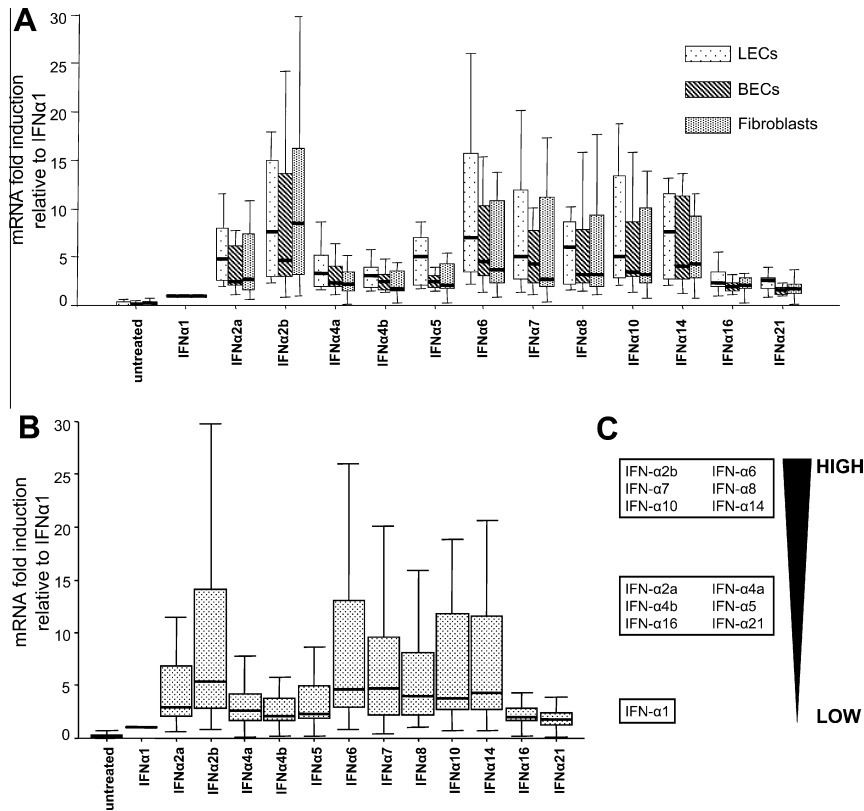 A
mRNA fold induction
relative to IFNα1
30
25
20
15
10
5
0
LECs
BECs
Fibroblasts
untreated
IFNα1
IFNα2a
IFNα2b
IFNα4a
IFNα4b
IFNα5
IFNα6
IFNα7
IFNα8
IFNα10
IFNα14
IFNα16
IFNα21
B
mRNA fold induction
relative to IFNα1
30
25
20
15
10
5
0
untreated
IFNα1
IFNα2a
IFNα2b
IFNα4a
IFNα4b
IFNα5
IFNα6
IFNα7
IFNα8
IFNα10
IFNα14
IFNα16
IFNα21
C
IFN-α2b IFN-α6
IFN-α7 IFN-α8
IFN-α10 IFN-α14
HIGH
IFN-α2a IFN-α4a
IFN-α4b IFN-α5
IFN-α16 IFN-α21
IFN-α1
LOW